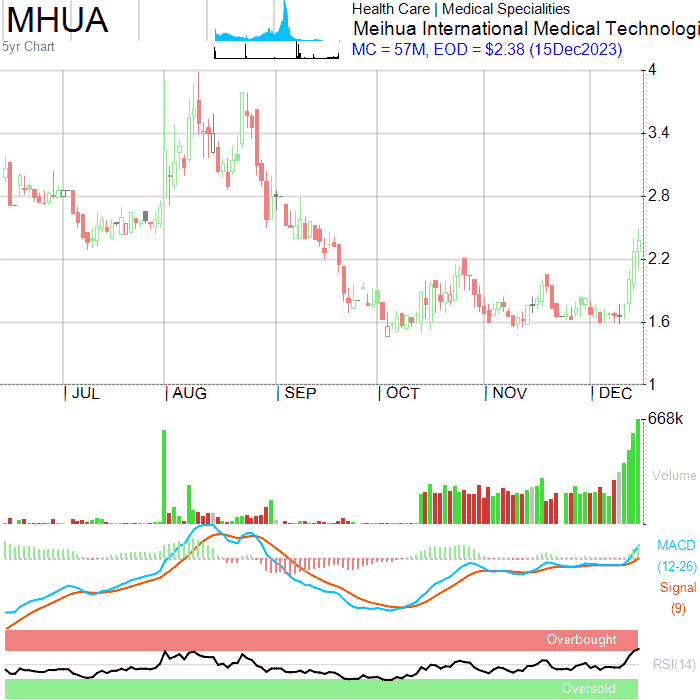 MHUA
5yr Chart
Health Care | Medical Specialities
Meihua International Medical Technologi
MC = 57M, EOD = $2.38 (15Dec2023)
4
3.4
2.8
2.2
1.6
1
| JUL | AUG | SEP | OCT | NOV | DEC
668k
Volume
MACD
(12-26)
Signal
(9)
Overbought
RSI(14)
Oversold